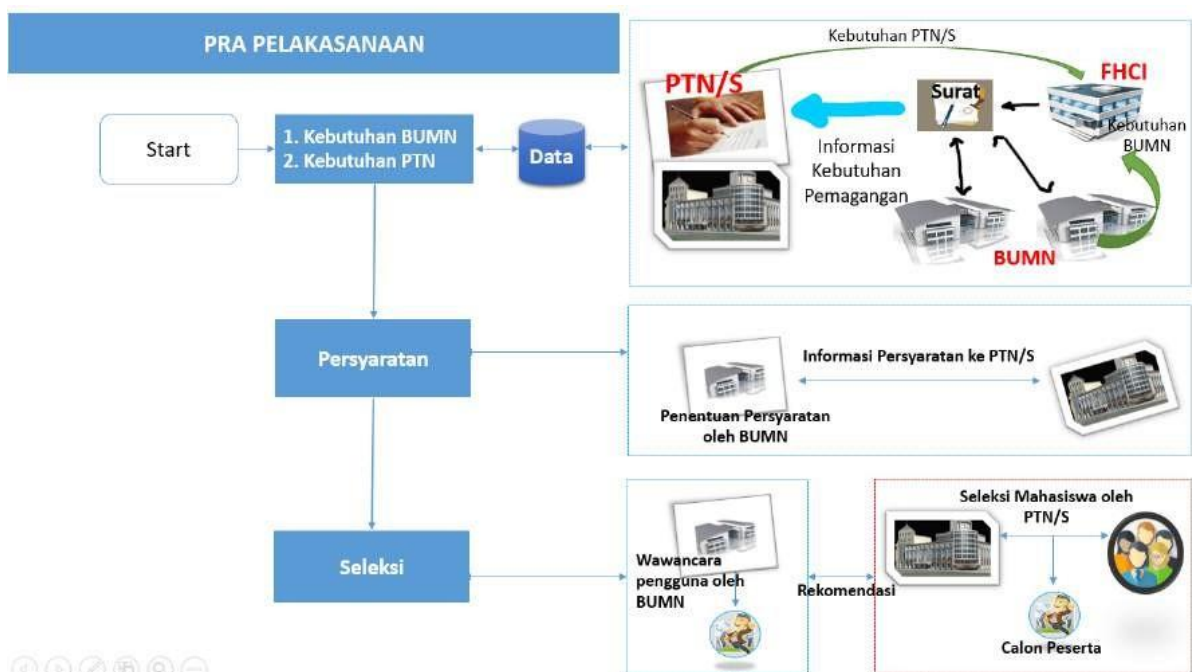 PRA PELAKASANAAN
Start
1. Kebutuhan BUMN
2. Kebutuhan PTN
Data
Kebutuhan PTN/S
PTN/S
FHCI
Surat
Kebutuhan
BUMN
Informasi
Kebutuhan
Pemagangan
BUMN
Persyaratan
Informasi Persyaratan ke PTN/S
Penentuan Persyaratan
oleh BUMN
Seleksi
Wawancara
pengguna oleh
BUMN
Rekomendasi
Seleksi Mahasiswa oleh
PTN/S
Calon Peserta